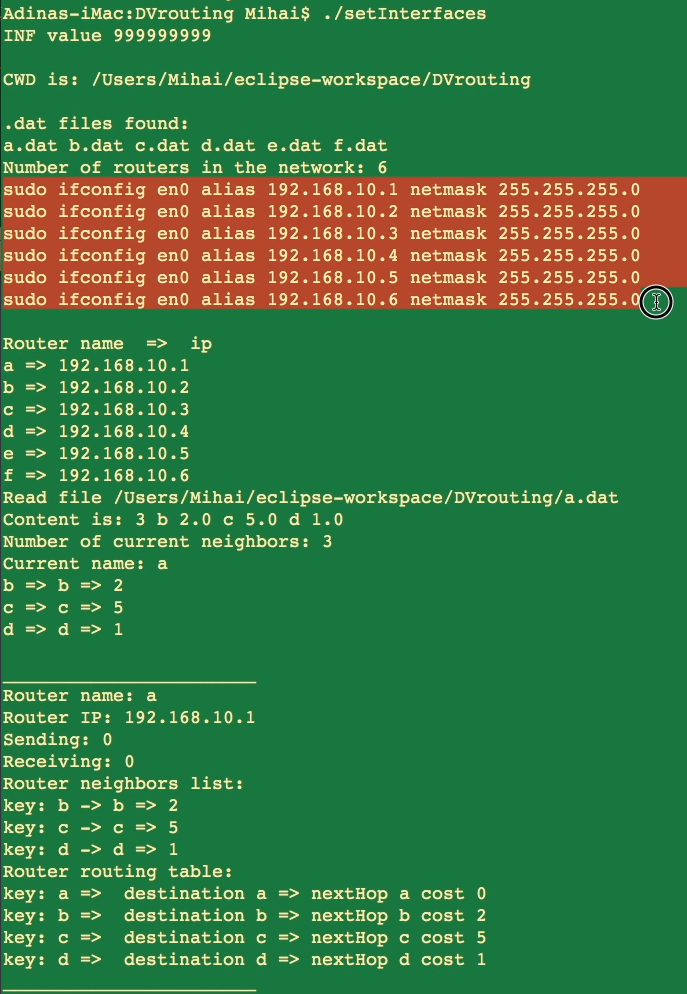 Adinas-iMac:DVrouting Mihai$ ./setInterfaces
INF value 999999999
CWD is: /Users/Mihai/eclipse-workspace/DVrouting
.dat files found:
a.dat b.dat c.dat d.dat e.dat f.dat
Number of routers in the network: 6
sudo ifconfig en0 alias 192.168.10.1 netmask 255.255.255.0
sudo ifconfig en0 alias 192.168.10.2 netmask 255.255.255.0
sudo ifconfig en0 alias 192.168.10.3 netmask 255.255.255.0
sudo ifconfig en0 alias 192.168.10.4 netmask 255.255.255.0
sudo ifconfig en0 alias 192.168.10.5 netmask 255.255.255.0
sudo ifconfig en0 alias 192.168.10.6 netmask 255.255.255.0
Router name  =>  ip
a => 192.168.10.1
b => 192.168.10.2
c => 192.168.10.3
d => 192.168.10.4
e => 192.168.10.5
f => 192.168.10.6
Read file /Users/Mihai/eclipse-workspace/DVrouting/a.dat
Content is: 3 b 2.0 c 5.0 d 1.0
Number of current neighbors: 3
Current name: a
b => b => 2
c => c => 5
d => d => 1
_______________________
Router name: a
Router IP: 192.168.10.1
Sending: 0
Receiving: 0
Router neighbors list:
key: b -> b => 2
key: c -> c => 5
key: d -> d => 1
Router routing table:
key: a =>  destination a => nextHop a cost 0
key: b =>  destination b => nextHop b cost 2
key: c =>  destination c => nextHop c cost 5
key: d =>  destination d => nextHop d cost 1
_______________________